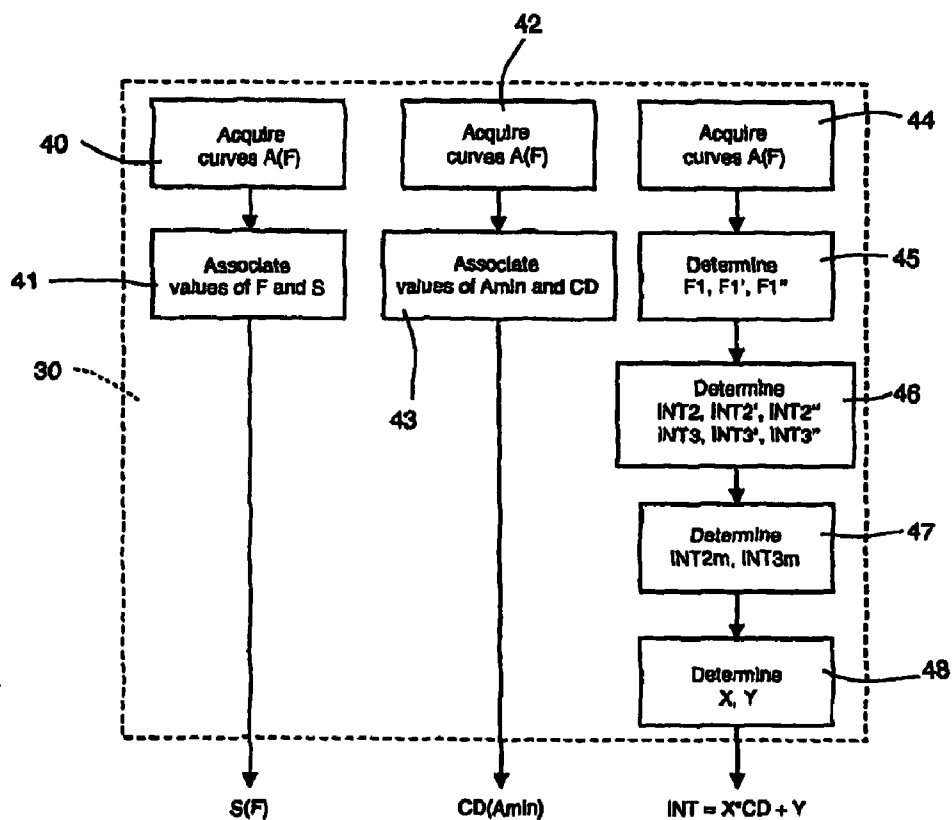 42
40
Acquire
curves A(F)
Acquire
curves A(F)
Acquire
curves A(F)
44
41
Associate
values of F and S
Associate
values of Amin and CD
43
Determine
F1, F1', F1"
45
30
Determine
INT2, INT2', INT2"
INT3, INT3', INT3"
46
Determine
INT2m, INT3m
47
Determine
X, Y
48
S(F)
CD(Amin)
INT = X*CD + Y